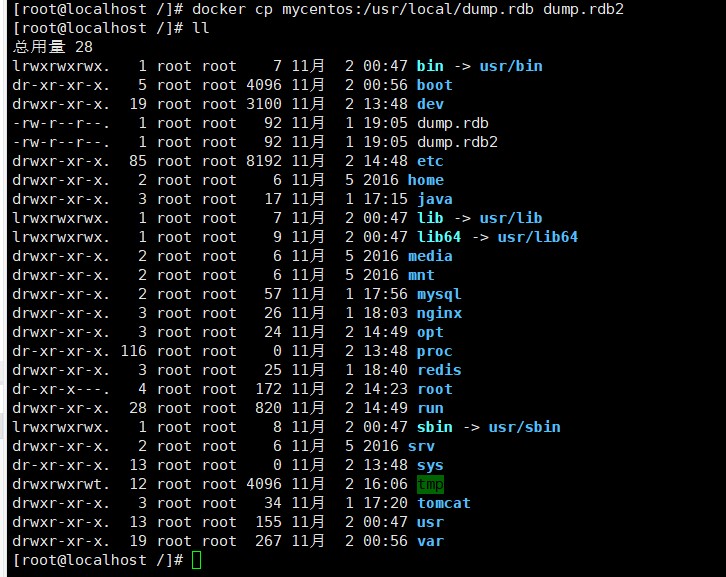 [root@localhost /]# docker cp mycentos:/usr/local/dump.rdb dump.rdb2
[root@localhost /]# ll
总用量 28
lrwxrwxrwx.   1 root root    7 11月  2 00:47 bin -> usr/bin
dr-xr-xr-x.   5 root root 4096 11月  2 00:56 boot
drwxr-xr-x.  19 root root 3100 11月  2 13:48 dev
-rw-r--r--.   1 root root   92 11月  1 19:05 dump.rdb
-rw-r--r--.   1 root root   92 11月  1 19:05 dump.rdb2
drwxr-xr-x.  85 root root 8192 11月  2 14:48 etc
drwxr-xr-x.   2 root root    6 11月  5 2016 home
drwxr-xr-x.   3 root root   17 11月  1 17:15 java
lrwxrwxrwx.   1 root root    7 11月  2 00:47 lib -> usr/lib
lrwxrwxrwx.   1 root root    9 11月  2 00:47 lib64 -> usr/lib64
drwxr-xr-x.   2 root root    6 11月  5 2016 media
drwxr-xr-x.   2 root root    6 11月  5 2016 mnt
drwxr-xr-x.   2 root root   57 11月  1 17:56 mysql
drwxr-xr-x.   3 root root   26 11月  1 18:03 nginx
drwxr-xr-x.   3 root root   24 11月  2 14:49 opt
dr-xr-xr-x. 116 root root    0 11月  2 13:48 proc
drwxr-xr-x.   3 root root   25 11月  1 18:40 redis
dr-xr-x---.   4 root root  172 11月  2 14:23 root
drwxr-xr-x.  28 root root  820 11月  2 14:49 run
lrwxrwxrwx.   1 root root    8 11月  2 00:47 sbin -> usr/sbin
drwxr-xr-x.   2 root root    6 11月  5 2016 srv
dr-xr-xr-x.  13 root root    0 11月  2 13:48 sys
drwxrwxrwt.  12 root root 4096 11月  2 16:06 tmp
drwxr-xr-x.   3 root root   34 11月  1 17:20 tomcat
drwxr-xr-x.  13 root root  155 11月  2 00:47 usr
drwxr-xr-x.  19 root root  267 11月  2 00:56 var
[root@localhost /]#